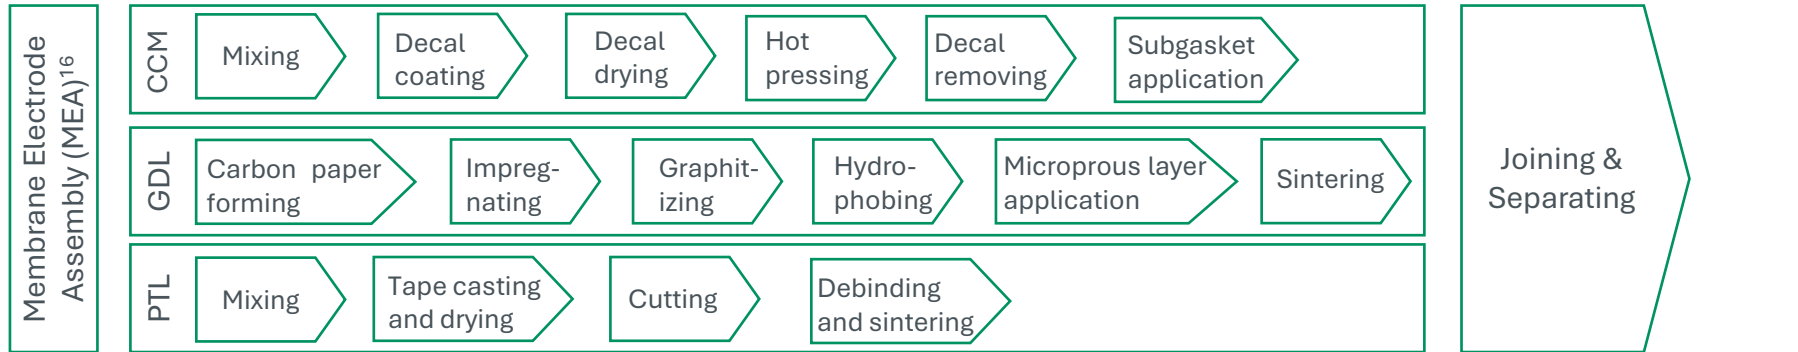 Membrane Electrode
Assembly (MEA)16
CCM
Mixing
Decal
coating
Decal
drying
Hot
pressing
Decal
removing
Subgasket
application
GDL
Carbon paper
forming
Impreg-
nating
Graphit-
izing
Hydro-
phobing
Microprous layer
application
Sintering
PTL
Mixing
Tape casting
and drying
Cutting
Debinding
and sintering
Joining &
Separating